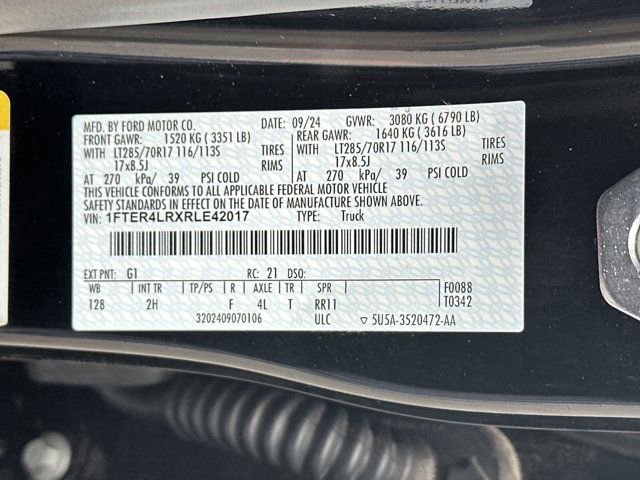 MFD. BY FORD MOTOR CO. DATE: 09/24 GVWR: 3080 KG ( 6790 LB)
FRONT GAWR: 1520 KG ( 3351 LB) REAR GAWR: 1640 KG ( 3616 LB)
WITH LT285/70R17 116/113S TIRES WITH LT285/70R17 116/113S TIRES
17x8.5J RIMS 17x8.5J RIMS
AT 270 kPa/ 39 PSI COLD AT 270 kPa/ 39 PSI COLD
THIS VEHICLE CONFORMS TO ALL APPLICABLE FEDERAL MOTOR VEHICLE
SAFETY STANDARDS IN EFFECT ON THE DATE OF MANUFACTURE SHOWN ABOVE.
VIN: 1FTER4LRXRLE42017 TYPE: Truck
EXT PNT: G1 RC: 21 DSO:
WB INT TR TP/PS R AXLE TR SPR F0088
128 2H F 4L T RR11 T0342
3202409070106 ULC ▽ 5U5A-3520472-AA